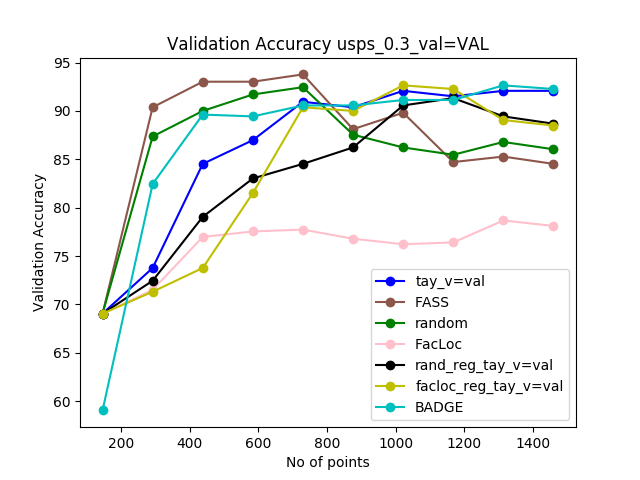 Validation Accuracy usps_0.3_val=VAL
95
90
85
80
75
70
65
60
Validation Accuracy
200
400
600
800
1000
1200
1400
No of points
tay_v=val
FASS
random
FacLoc
rand_reg_tay_v=val
facloc_reg_tay_v=val
BADGE